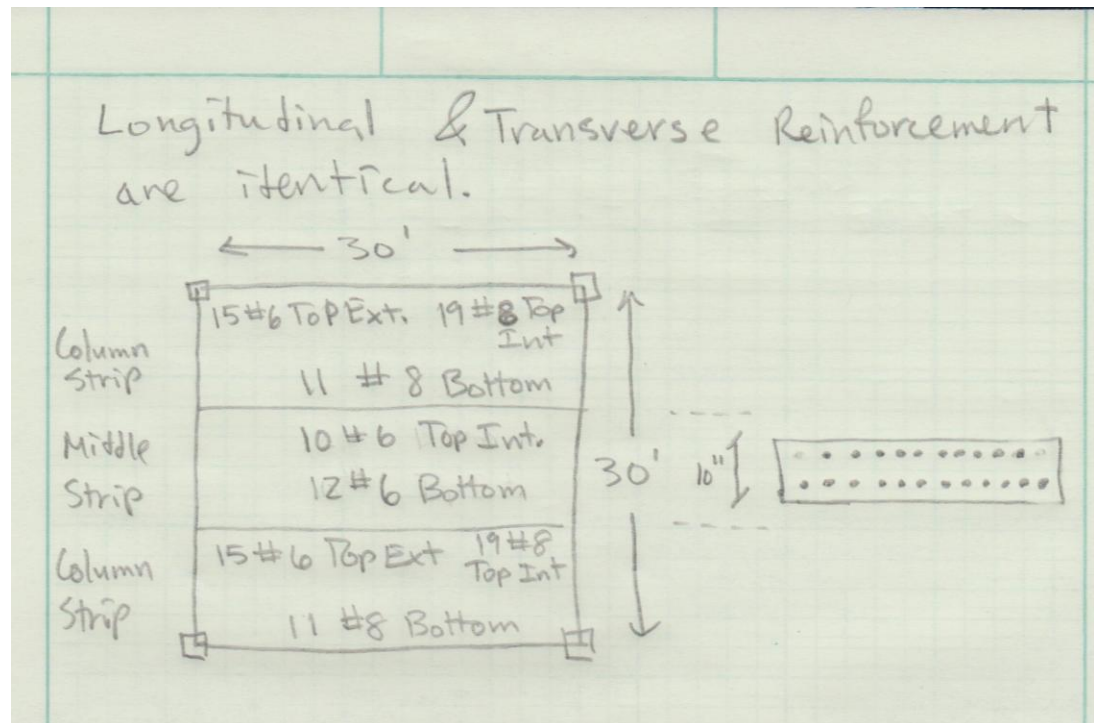 Longitudinal & Transverse Reinforcement
are identical.
30'
15#6 Top Ext. 19#8 Top
Int
Column
Strip
11 #8 Bottom
Middle
Strip
10#6 Top Int.
12#6 Bottom
30'
10"
15#6 Top Ext 19#8
Top Int
Column
Strip
11 #8 Bottom